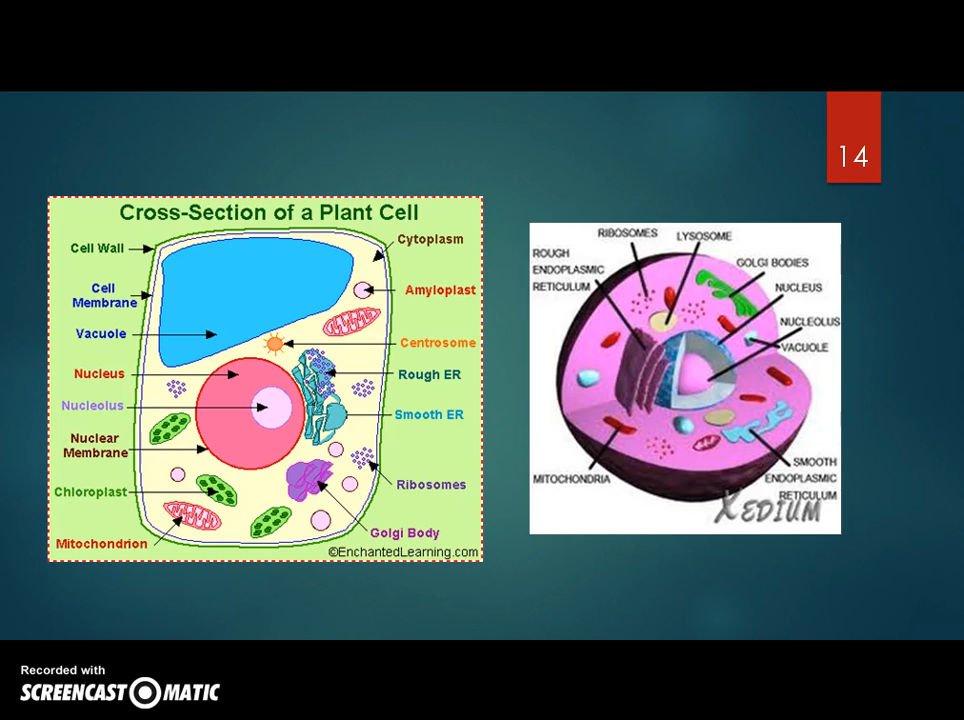 14
Cross-Section of a Plant Cell
Cell Wall
Cell
Membrane
Vacuole
Nucleus
Nucleolus
Nuclear
Membrane
Chloroplast
Mitochondrion
Cytoplasm
Amyloplast
Centrosome
Rough ER
Smooth ER
Ribosomes
Golgi Body
©EnchantedLearning.com
RIBOSOMES
LYSOSOME
ROUGH
ENDOPLASMIC
RETICULUM
GOLGI BODIES
NUCLEUS
NUCLEOLUS
VACUOLE
MITOCHONDRIA
SMOOTH
ENDOPLASMIC
RETICULUM
XEDIUM
Recorded with
SCREENCAST MATIC